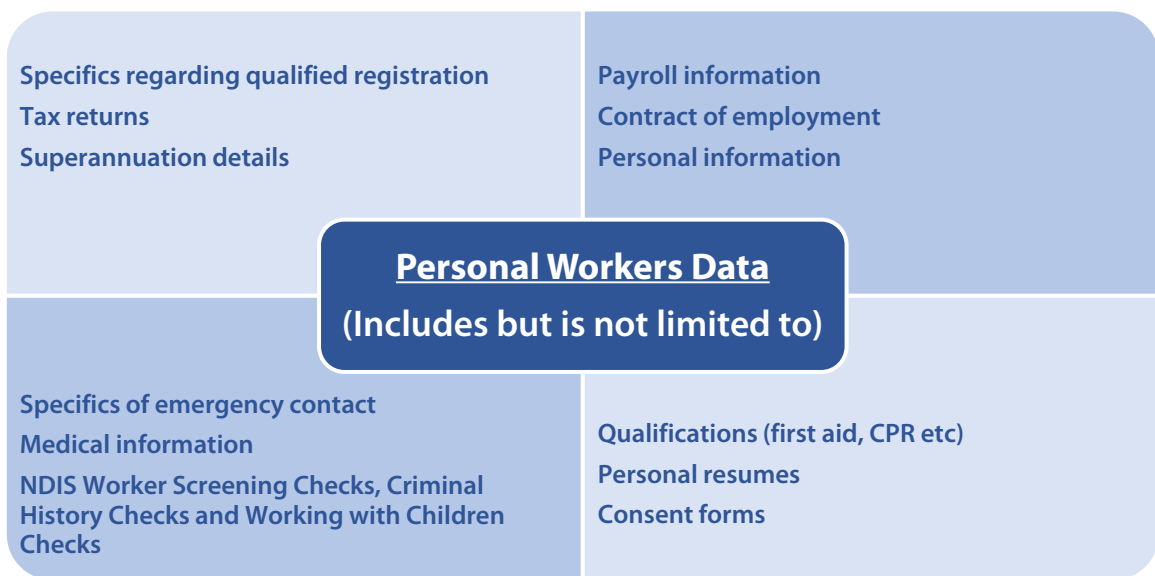 Specifics regarding qualified registration
Tax returns
Superannuation details
Payroll information
Contract of employment
Personal information
Personal Workers Data
(Includes but is not limited to)
Specifics of emergency contact
Medical information
NDIS Worker Screening Checks, Criminal
History Checks and Working with Children
Checks
Qualifications (first aid, CPR etc)
Personal resumes
Consent forms